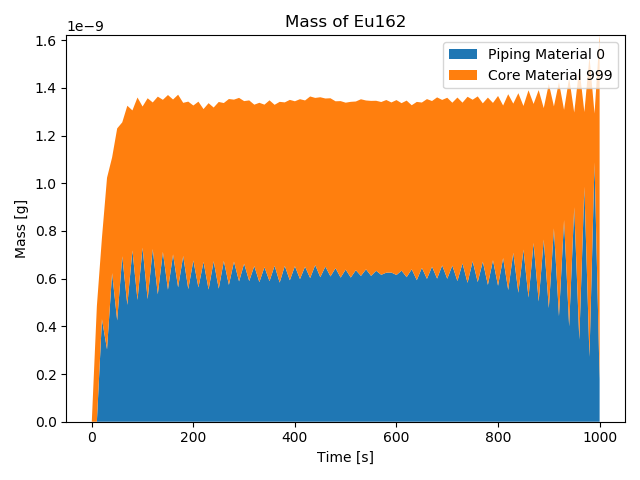 Mass of Eu162
1e−9
1.6
1.4
1.2
1.0
0.8
0.6
0.4
0.2
0.0
Mass [g]
Piping Material 0
Core Material 999
0
200
400
600
800
1000
Time [s]